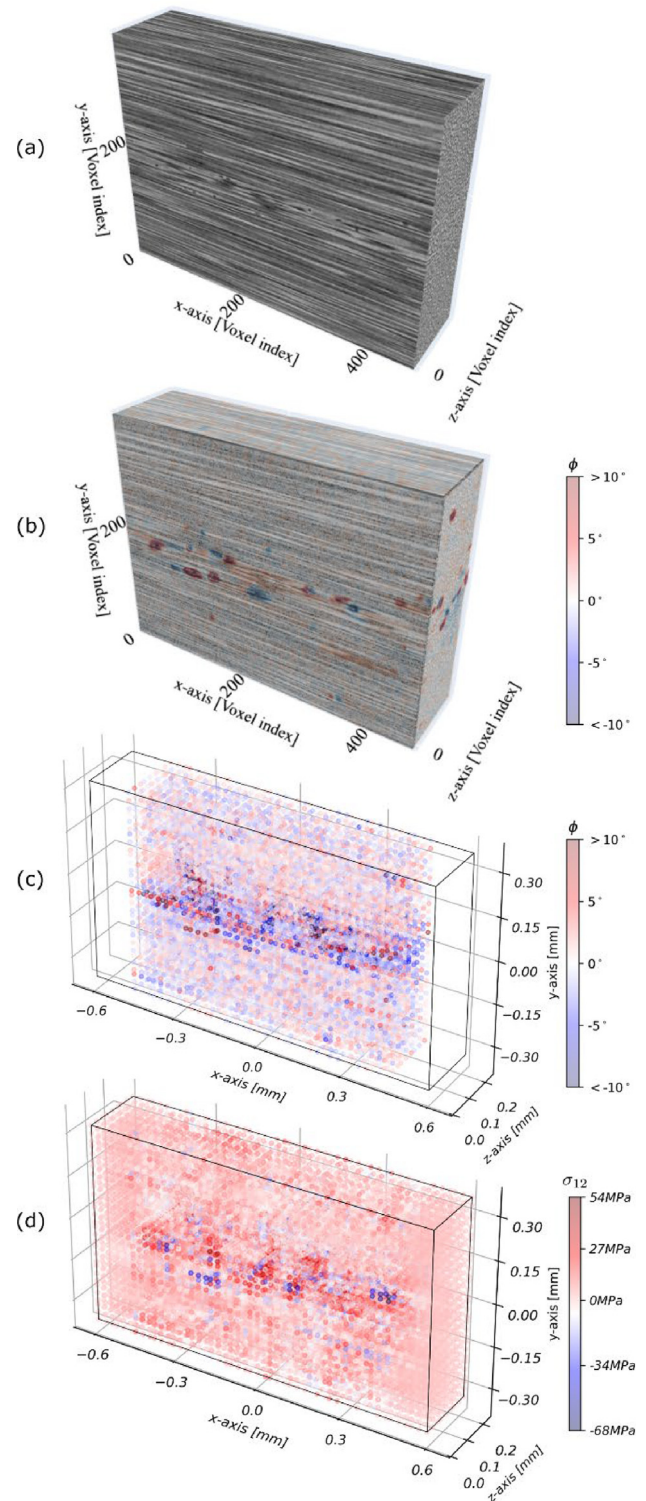 (a)
y-axis [Voxel index]
200
0
200
x-axis [Voxel index]
400
0
z-axis [Voxel index]
(b)
y-axis [Voxel index]
200
0
200
x-axis [Voxel index]
400
0
z-axis [Voxel index]
ϕ
>10°
5°
0°
-5°
<-10°
(c)
0.30
0.15
0.00
−0.15
−0.30
y-axis [mm]
−0.6
−0.3
0.0
0.3
0.6
x-axis [mm]
0.2
0.1
0.0
z-axis [mm]
ϕ
>10°
5°
0°
-5°
<-10°
(d)
0.30
0.15
0.00
−0.15
−0.30
y-axis [mm]
−0.6
−0.3
0.0
0.3
0.6
x-axis [mm]
0.2
0.1
0.0
z-axis [mm]
σ₁₂
54MPa
27MPa
0MPa
-34MPa
-68MPa